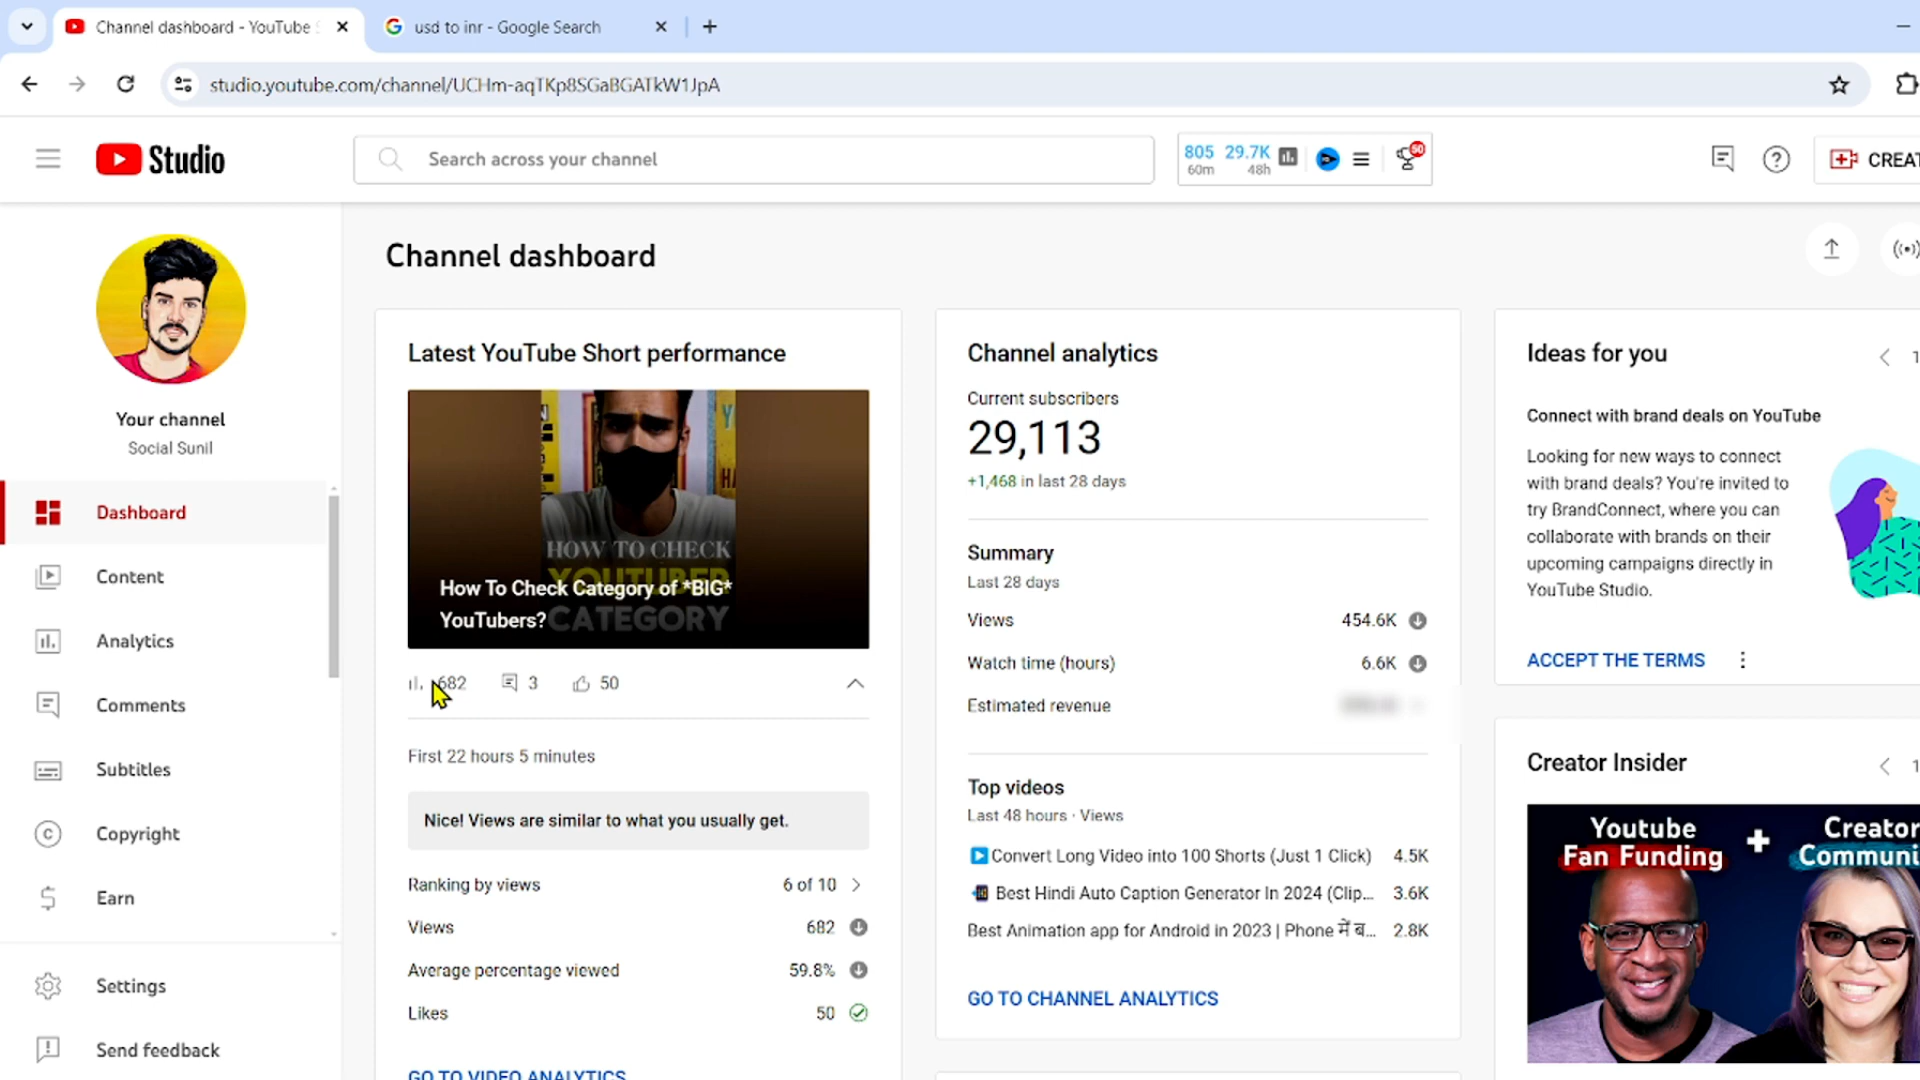 Channel dashboard - YouTube S
usd to inr - Google Search
studio.youtube.com/channel/UCHm-aqTKp8SGaBGATkW1JpA
Studio
Search across your channel
805 29.7K
60m 48h
50
CREAT
Channel dashboard
Your channel
Social Sunil
Dashboard
Content
Analytics
Comments
Subtitles
Copyright
Earn
Settings
Send feedback
Latest YouTube Short performance
HOW TO CHECK
YOUTUBER
CATEGORY
How To Check Category of *BIG*
YouTubers?
682 3 50
First 22 hours 5 minutes
Nice! Views are similar to what you usually get.
Ranking by views 6 of 10
Views 682
Average percentage viewed 59.8%
Likes 50
GO TO VIDEO ANALYTICS
Channel analytics
Current subscribers
29,113
+1,468 in last 28 days
Summary
Last 28 days
Views 454.6K
Watch time (hours) 6.6K
Estimated revenue
Top videos
Last 48 hours · Views
Convert Long Video into 100 Shorts (Just 1 Click) 4.5K
Best Hindi Auto Caption Generator In 2024 (Clip... 3.6K
Best Animation app for Android in 2023 | Phone में ब... 2.8K
GO TO CHANNEL ANALYTICS
Ideas for you
1
Connect with brand deals on YouTube
Looking for new ways to connect
with brand deals? You're invited to
try BrandConnect, where you can
collaborate with brands on their
upcoming campaigns directly in
YouTube Studio.
ACCEPT THE TERMS
Creator Insider
1
Youtube
Fan Funding
+
Creator
Communi